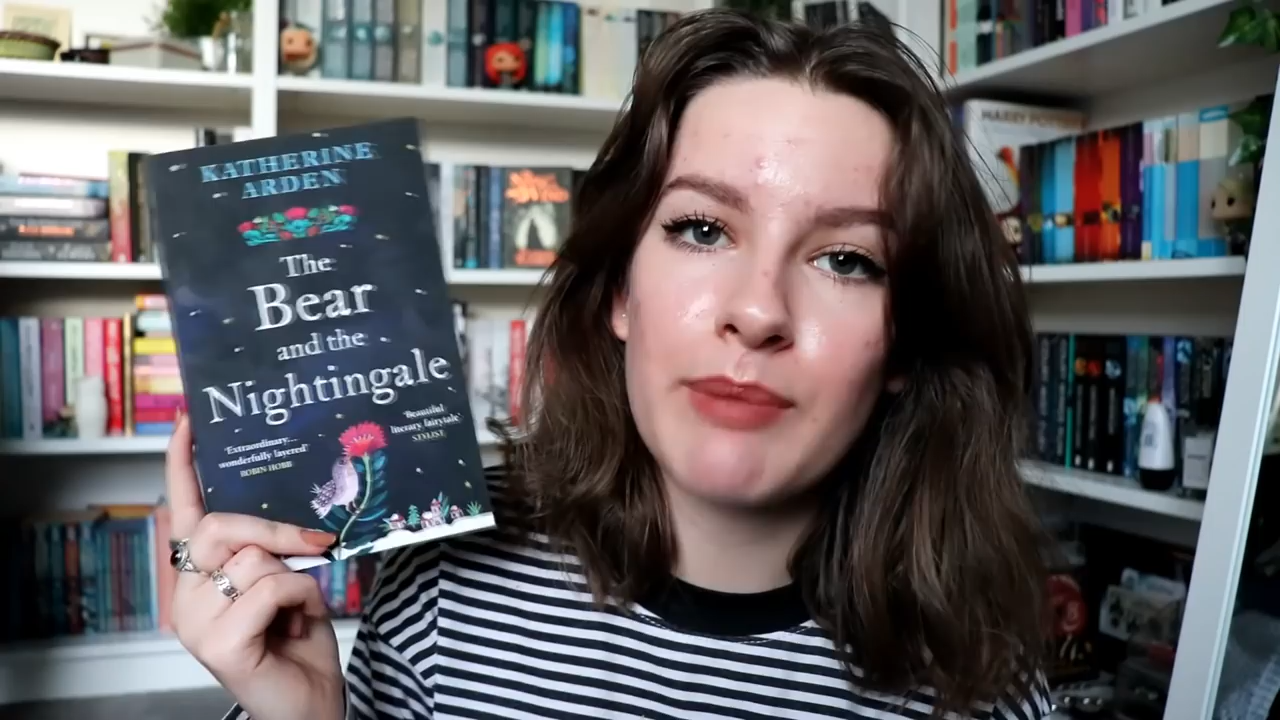 KATHERINE
ARDEN
The
Bear
and the
Nightingale
'Beautiful
literary fairytale'
STYLIST
'Extraordinary...
wonderfully layered'
ROBIN HOBB
HARRY POTTER